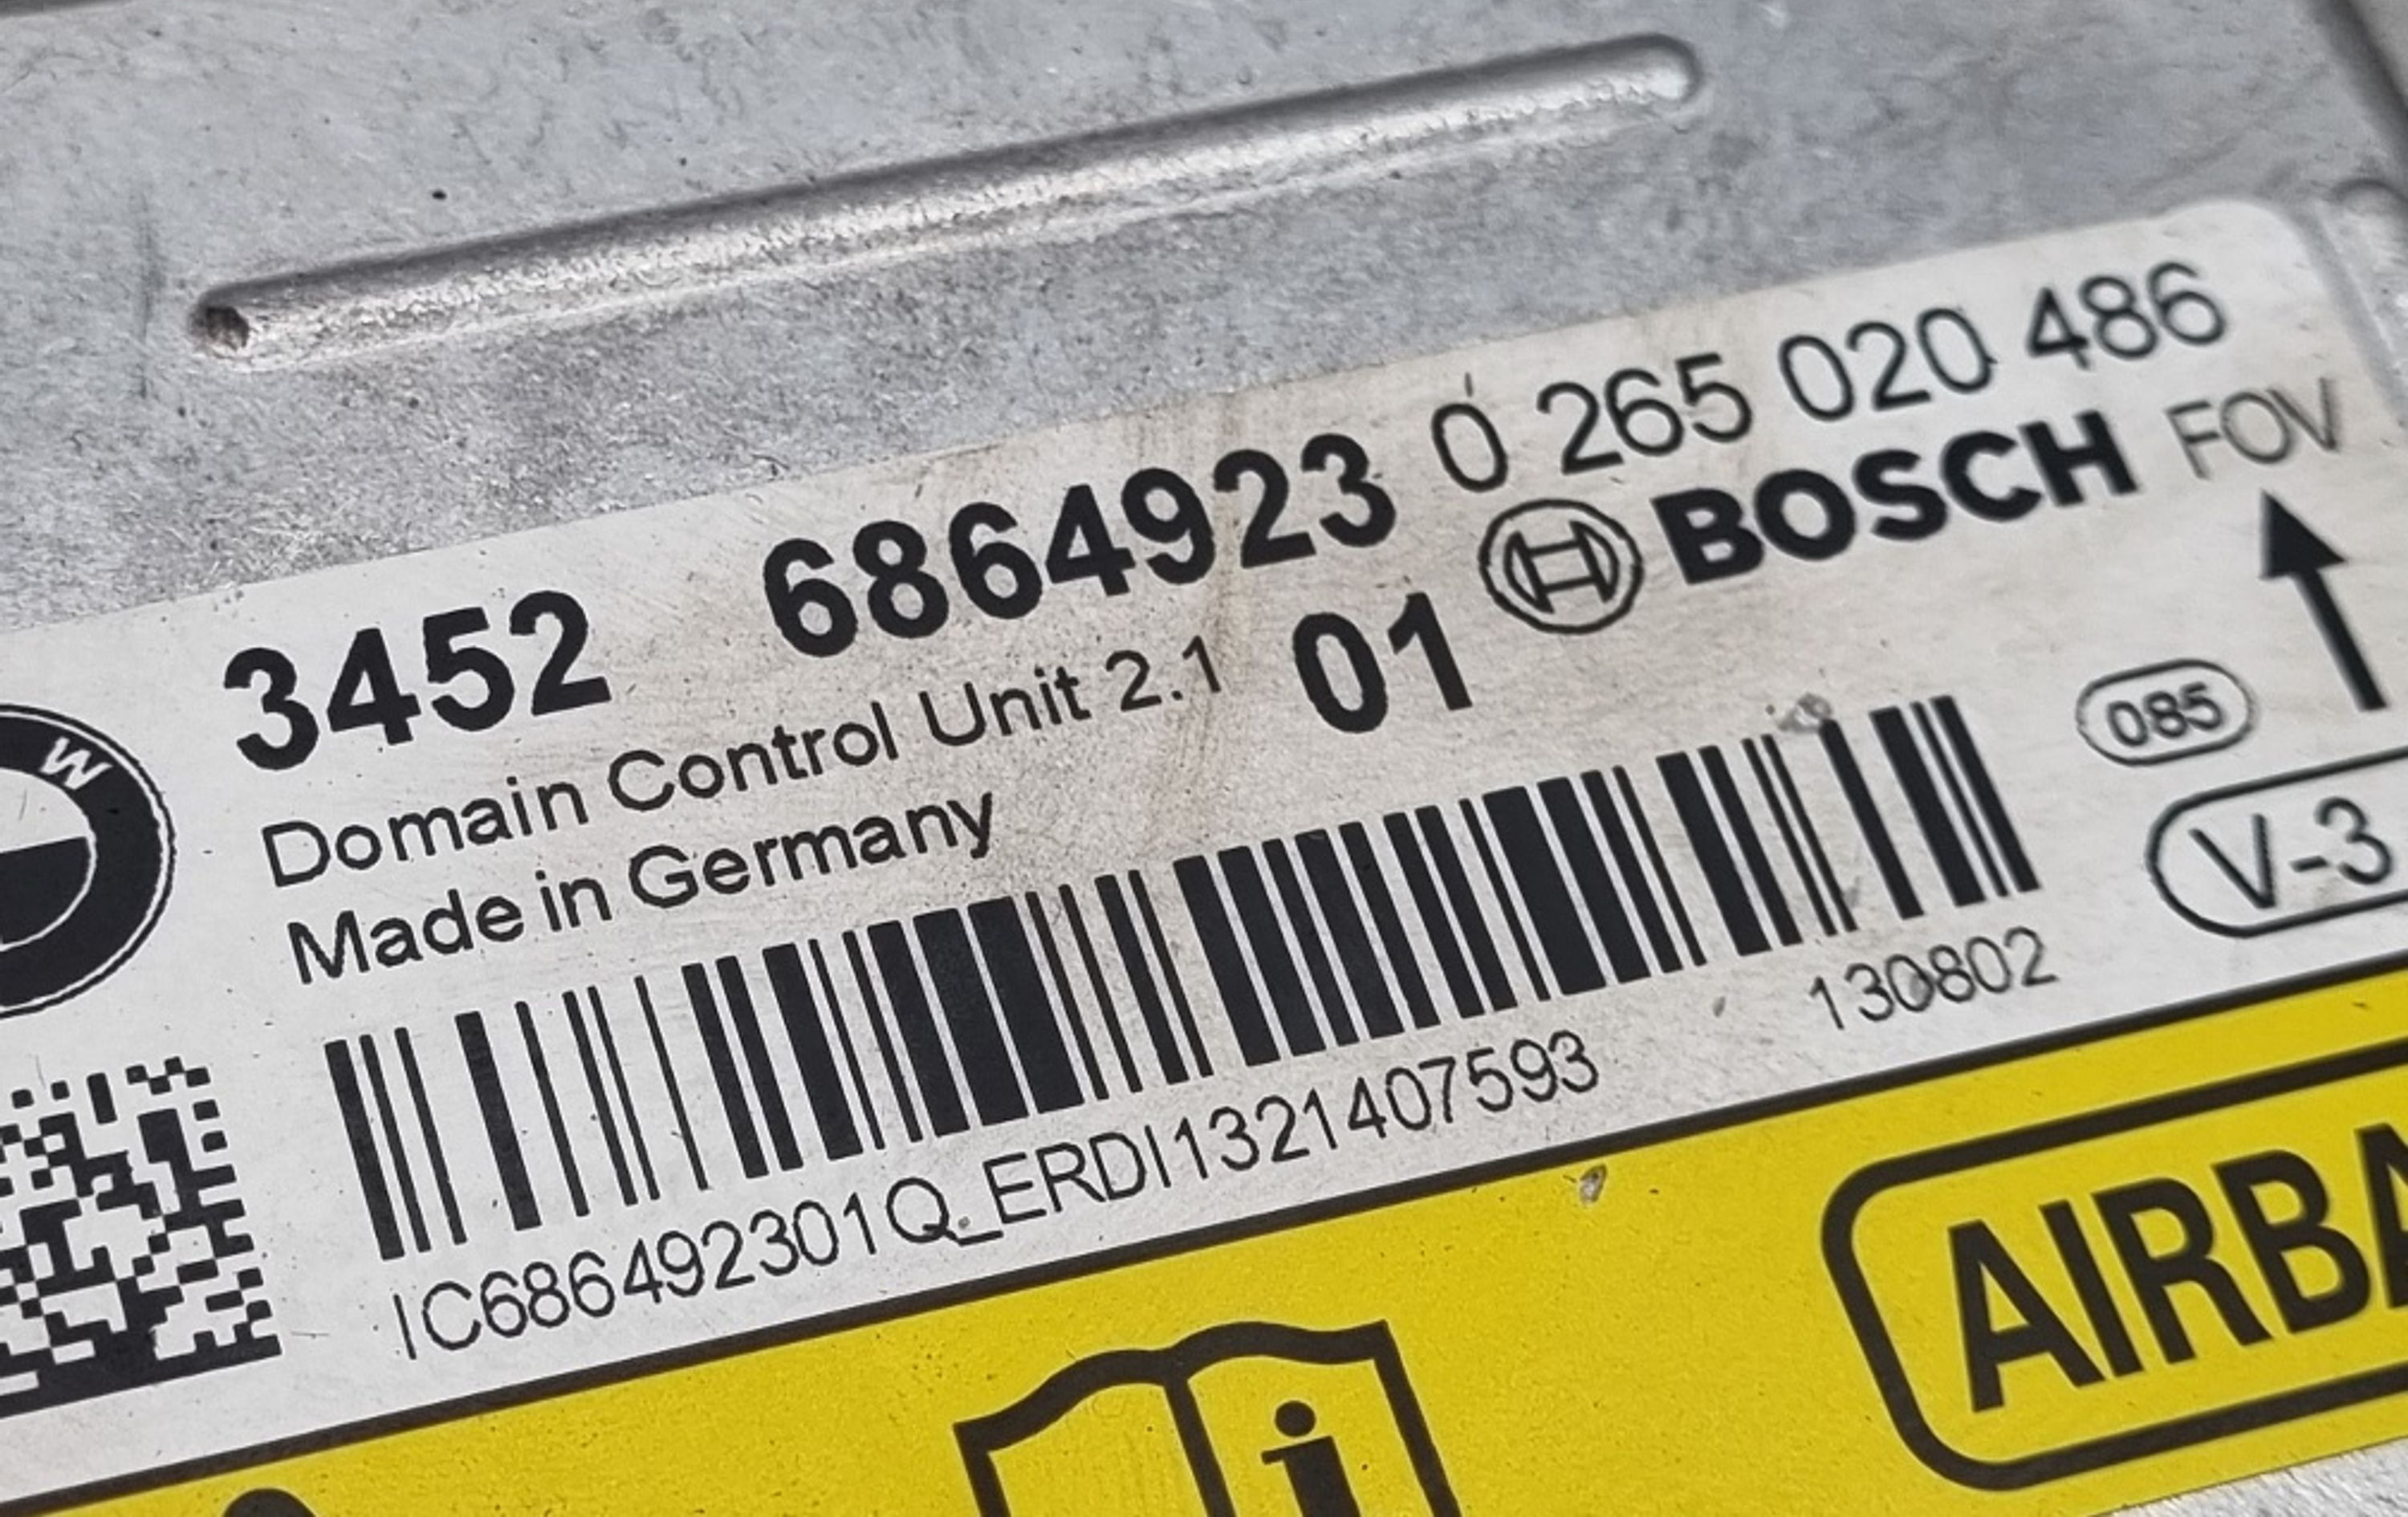 0 265 020 486
3452 6864923
BOSCH FOV
Domain Control Unit 2.1 01
Made in Germany
085
V-3
W
130802
IC686492301Q_ERDI1321407593
AIRBA
i